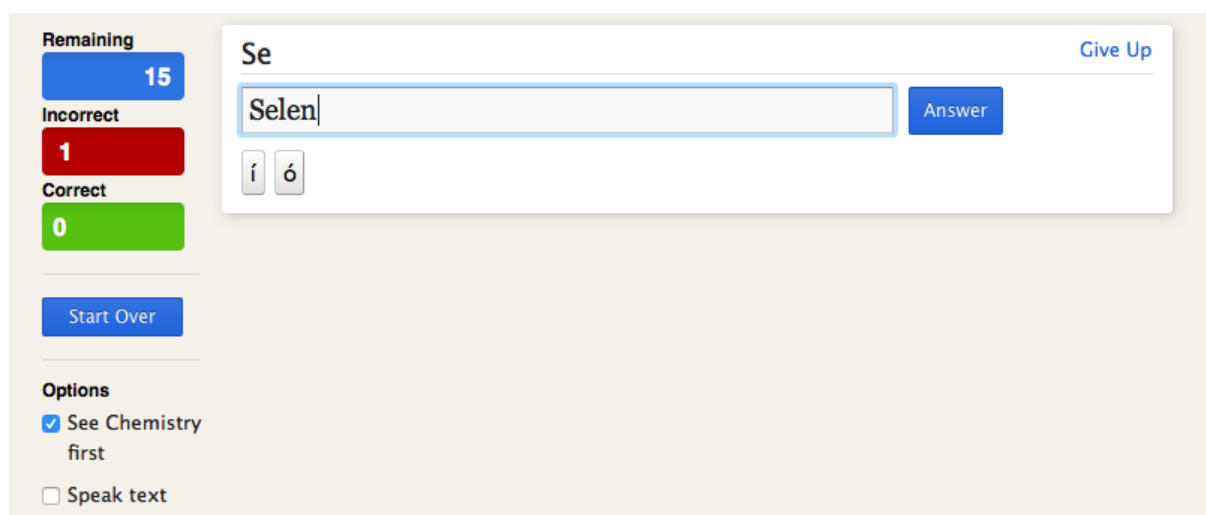 Remaining
15
Incorrect
1
Correct
0
Start Over
Options
See Chemistry
first
Speak text
Se
Give Up
Selen
Answer
í ó